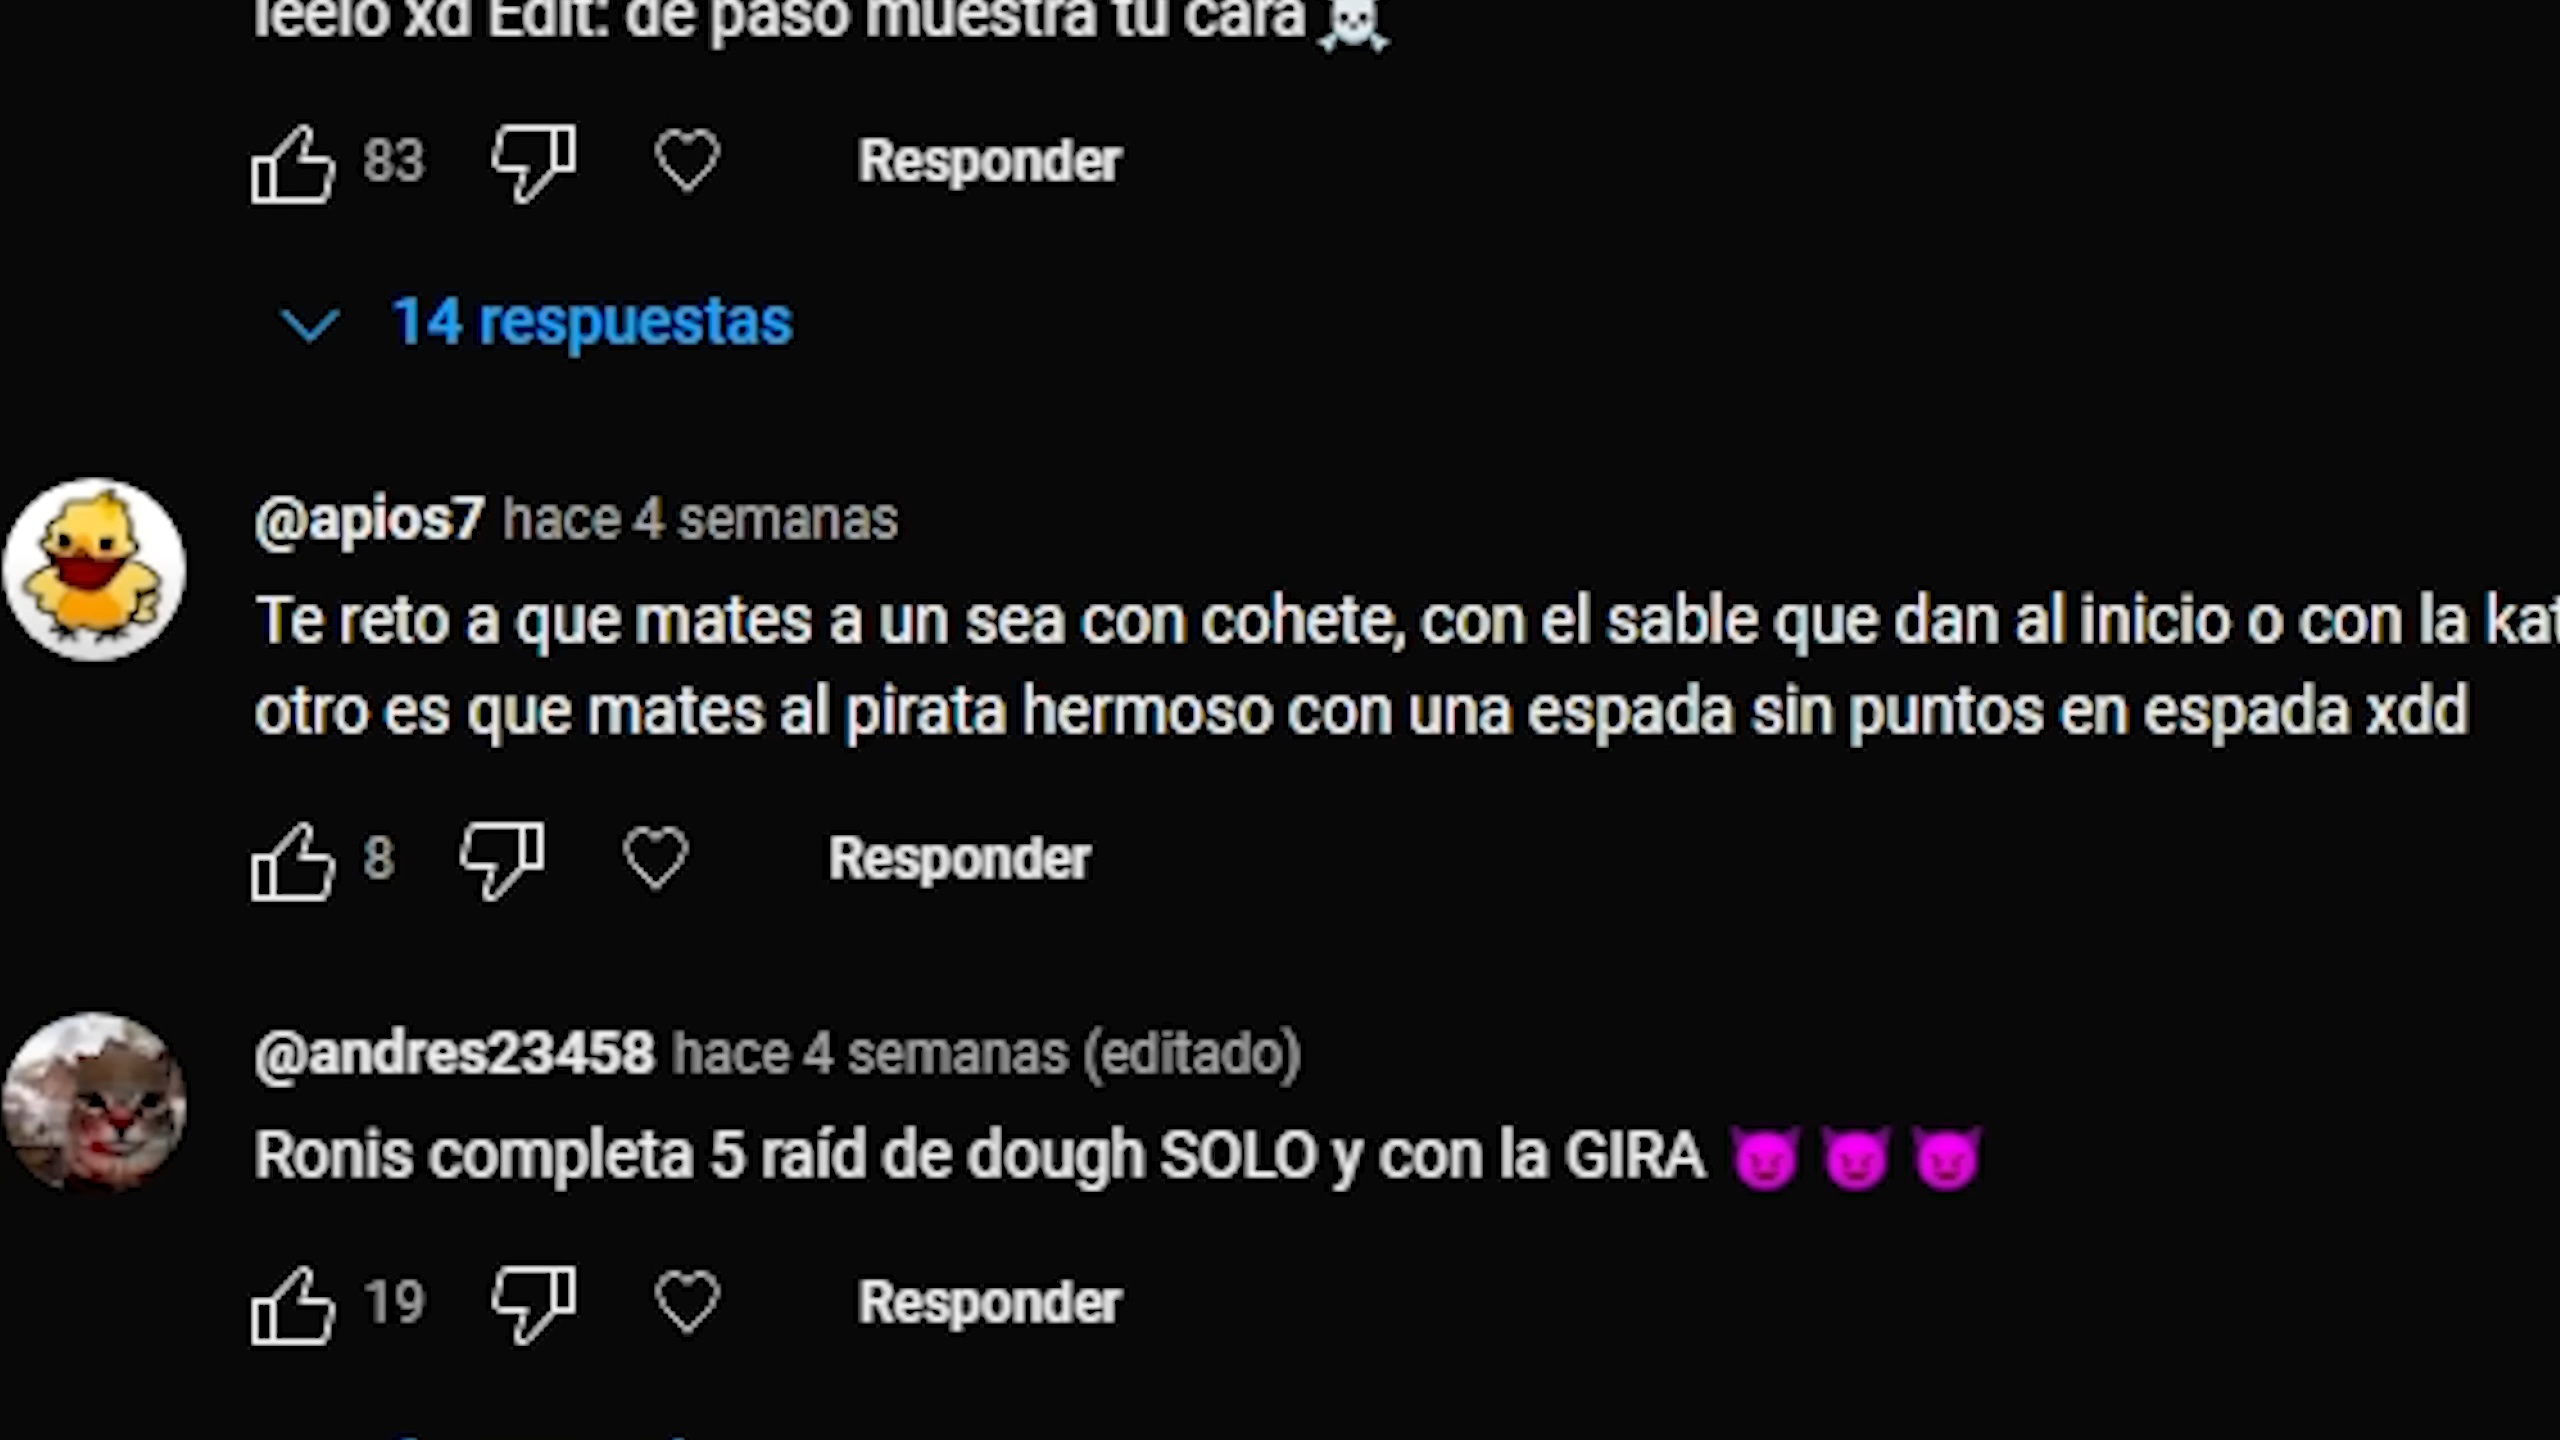 leelo xd Edit: de paso muestra tu cara ☠
83 Responder
14 respuestas
@apios7 hace 4 semanas
Te reto a que mates a un sea con cohete, con el sable que dan al inicio o con la
otro es que mates al pirata hermoso con una espada sin puntos en espada xdd
8 Responder
@andres23458 hace 4 semanas (editado)
Ronis completa 5 raíd de dough SOLO y con la GIRA 😈 😈 😈
19 Responder